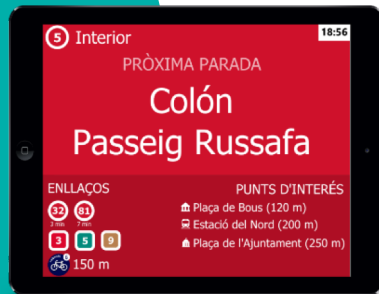 5 Interior
18:56
PRÒXIMA PARADA
Colón
Passeig Russafa
ENLLAÇOS
32 81
3 min 7 min
3 5 9
150 m
PUNTS D'INTERÉS
Plaça de Bous (120 m)
Estació del Nord (200 m)
Plaça de l'Ajuntament (250 m)